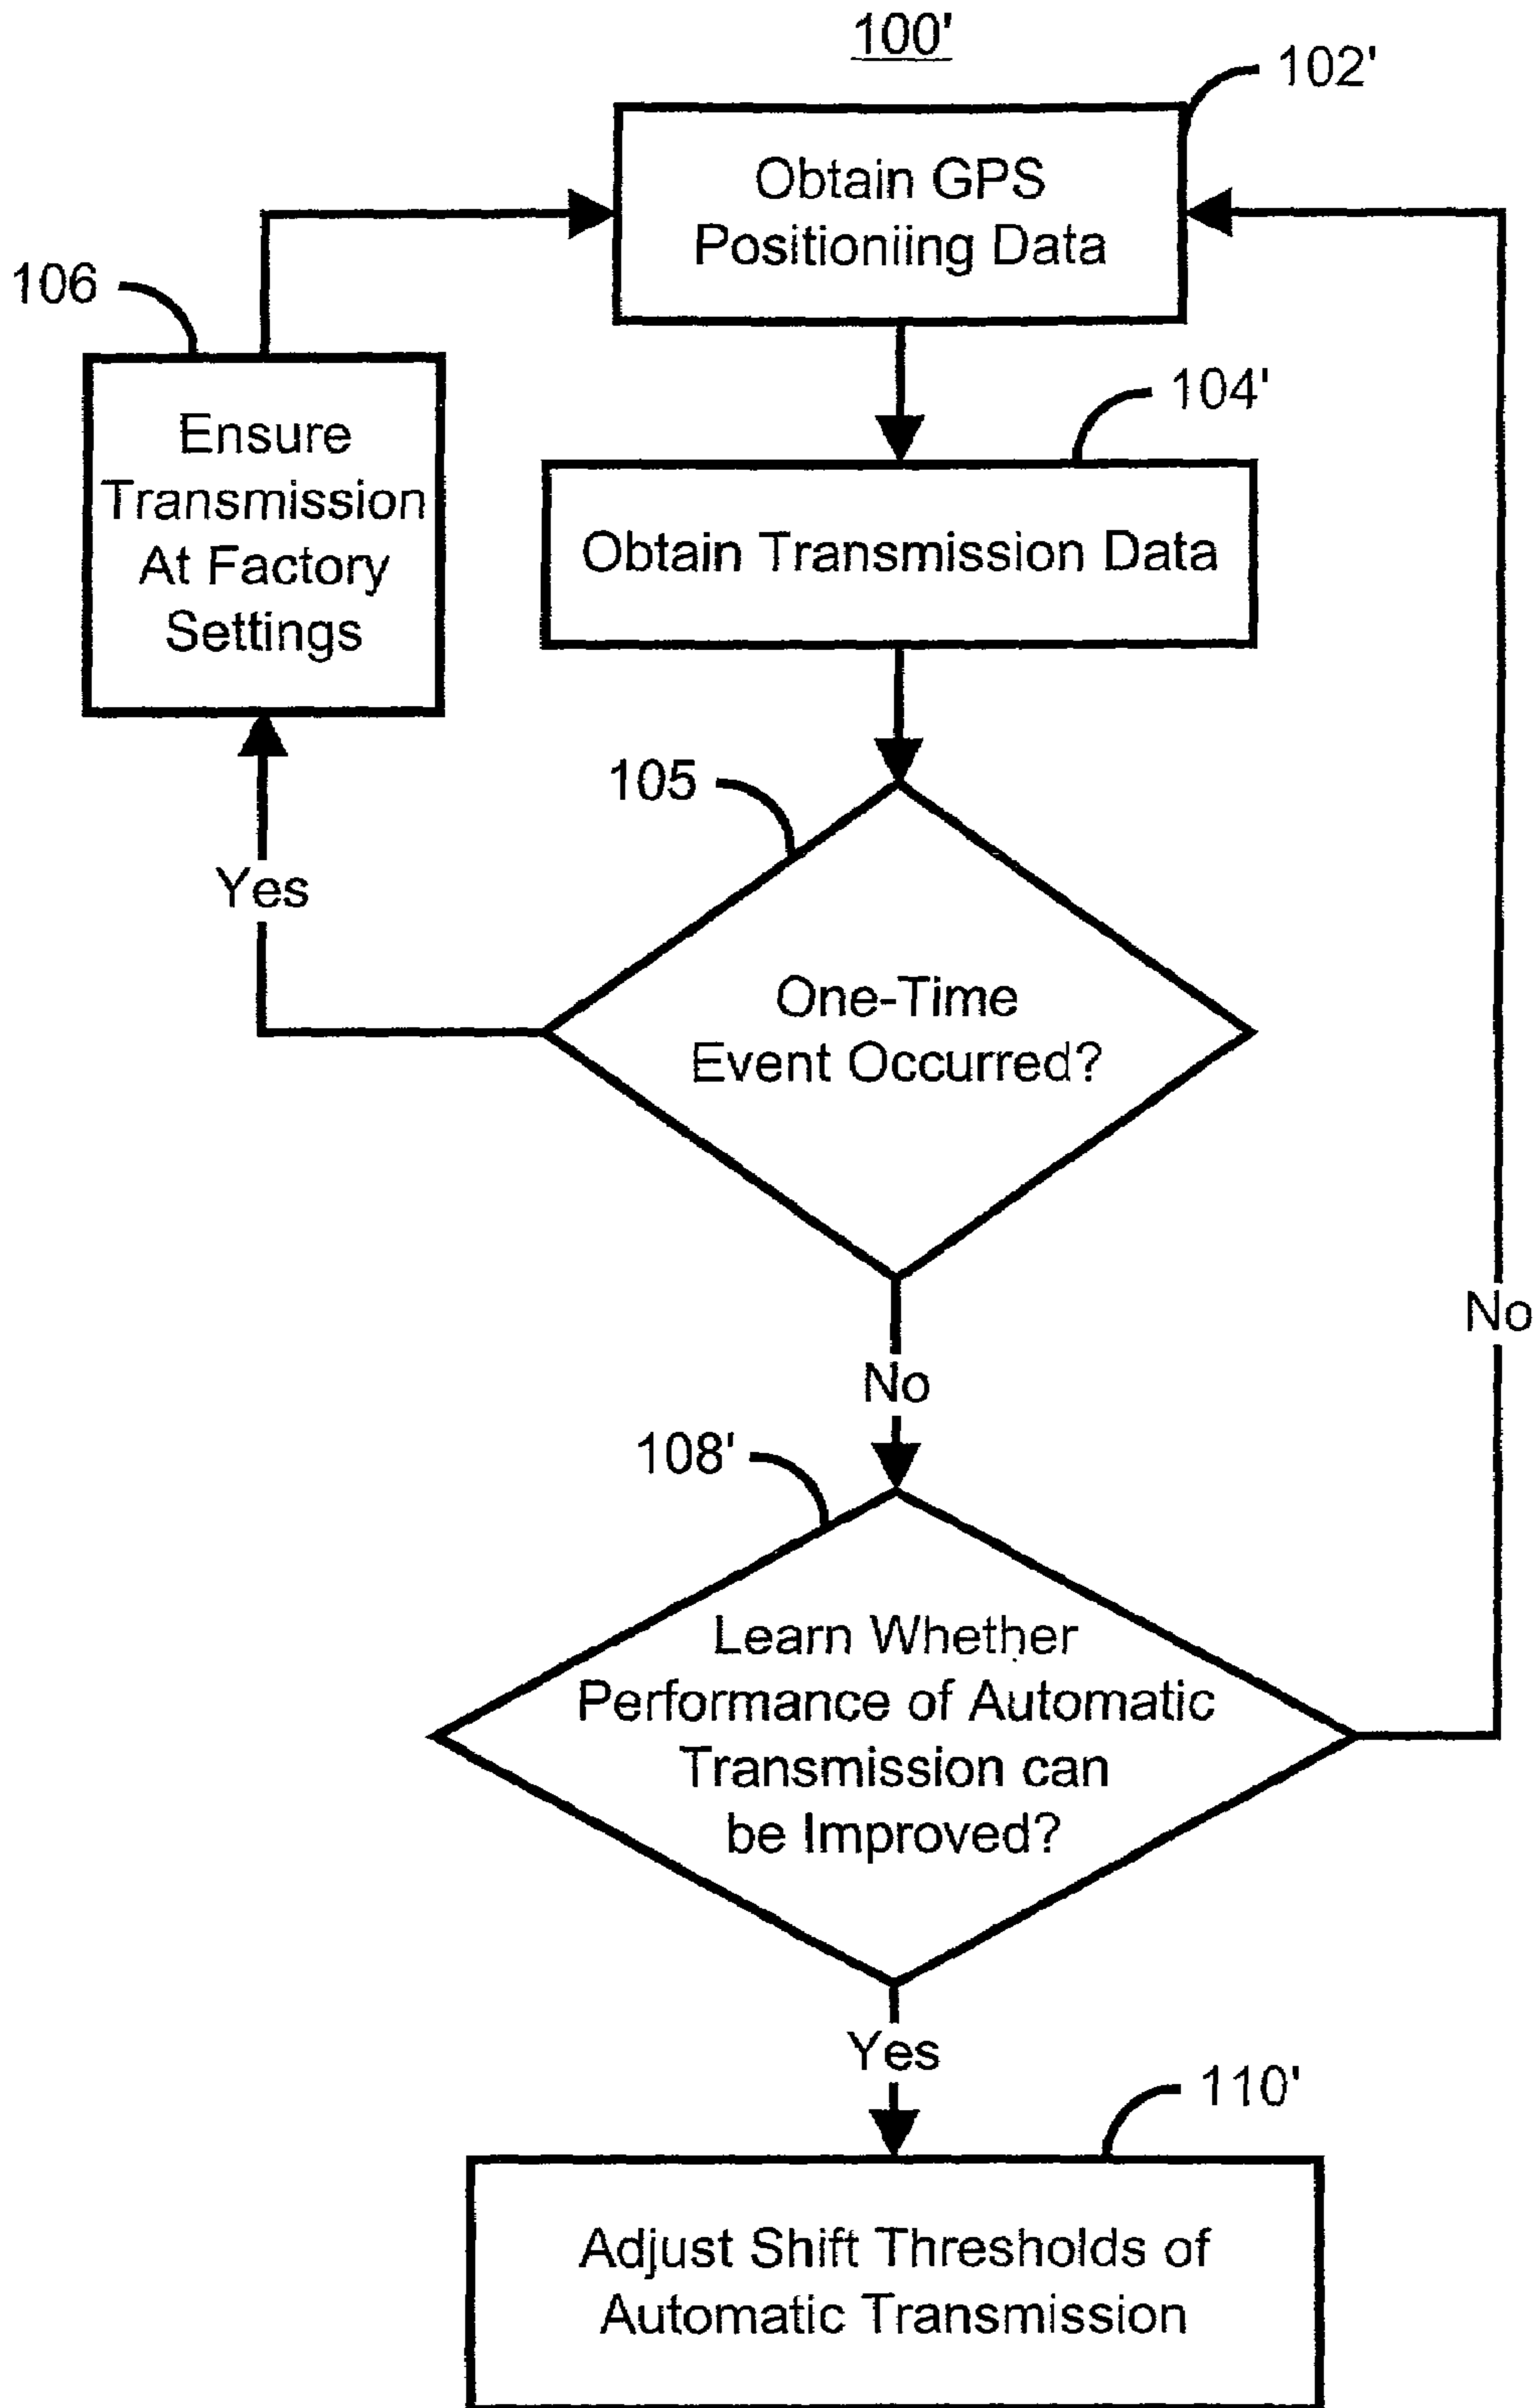 100'
102'
Obtain GPS
Positioniing Data
106
104'
Ensure
Transmission
At Factory
Settings
Obtain Transmission Data
105
Yes
One-Time
Event Occurred?
No
No
108'
Learn Whether
Performance of Automatic
Transmission can
be Improved?
Yes
110'
Adjust Shift Thresholds of
Automatic Transmission